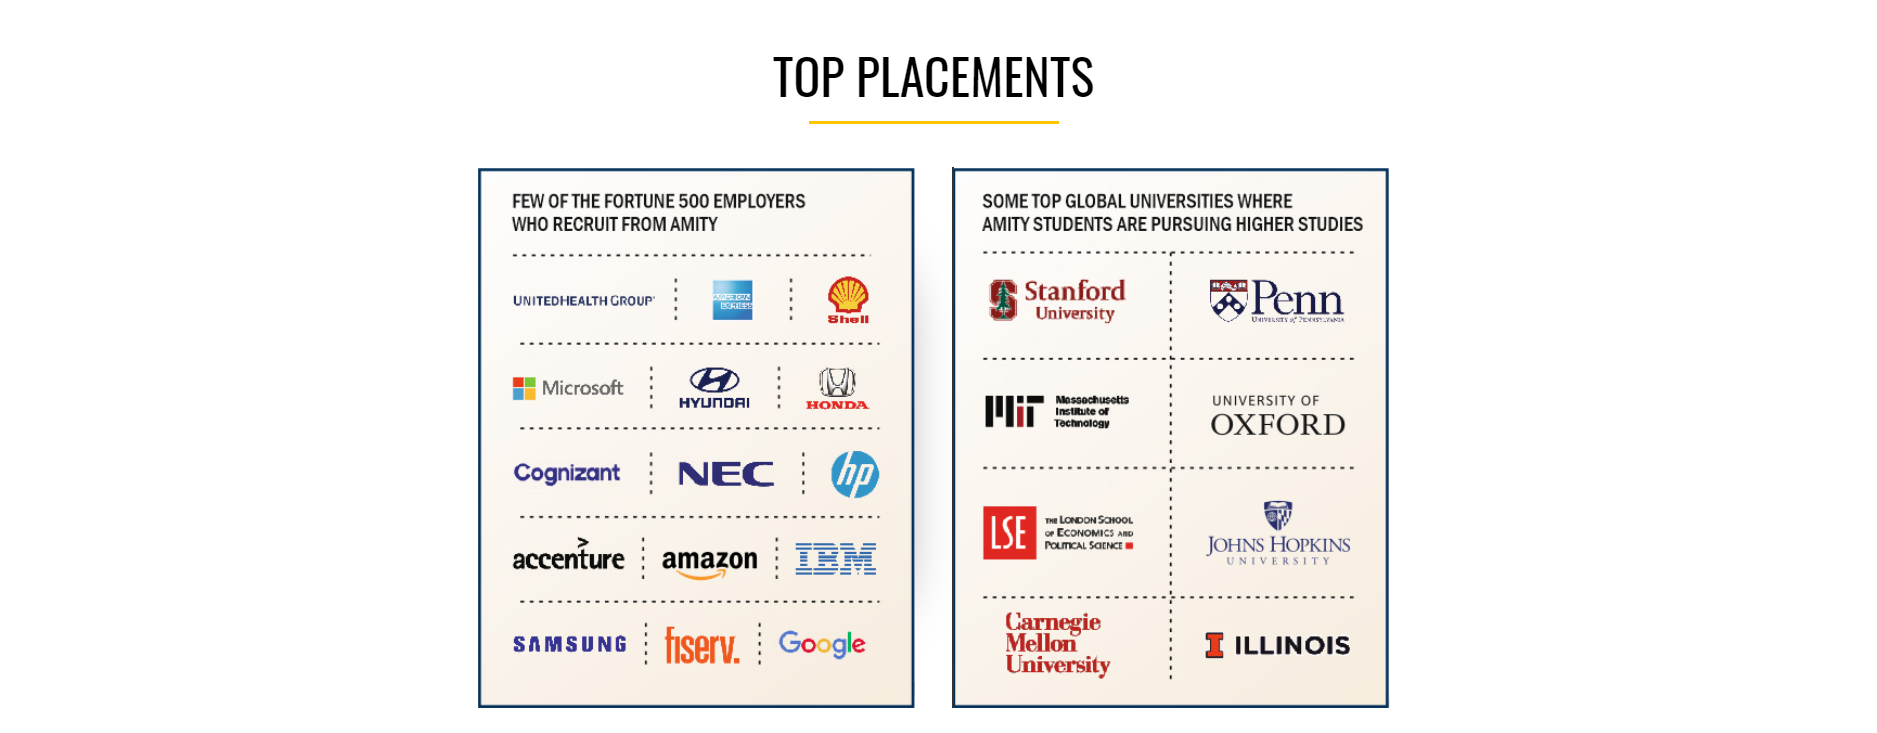 TOP PLACEMENTS
FEW OF THE FORTUNE 500 EMPLOYERS
WHO RECRUIT FROM AMITY
UNITEDHEALTH GROUP
AMERICAN
EXPRESS
Shell
Microsoft
HYUNDAI
HONDA
Cognizant
NEC
hp
accenture
amazon
IBM
SAMSUNG
fiserv.
Google
SOME TOP GLOBAL UNIVERSITIES WHERE
AMITY STUDENTS ARE PURSUING HIGHER STUDIES
Stanford
University
Penn
UNIVERSITY of PENNSYLVANIA
MIT
Massachusetts
Institute of
Technology
UNIVERSITY OF
OXFORD
LSE
THE LONDON SCHOOL
OF ECONOMICS AND
POLITICAL SCIENCE
JOHNS HOPKINS
UNIVERSITY
Carnegie
Mellon
University
I ILLINOIS